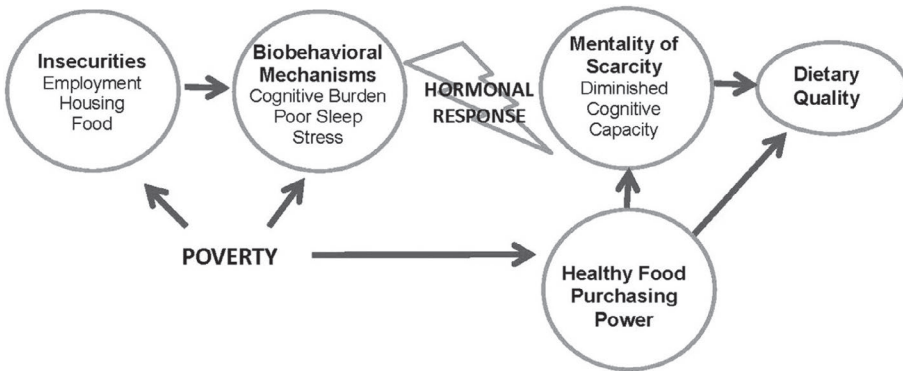 Insecurities
Employment
Housing
Food
Biobehavioral
Mechanisms
Cognitive Burden
Poor Sleep
Stress
HORMONAL
RESPONSE
Mentality of
Scarcity
Diminished
Cognitive
Capacity
Dietary
Quality
POVERTY
Healthy Food
Purchasing
Power